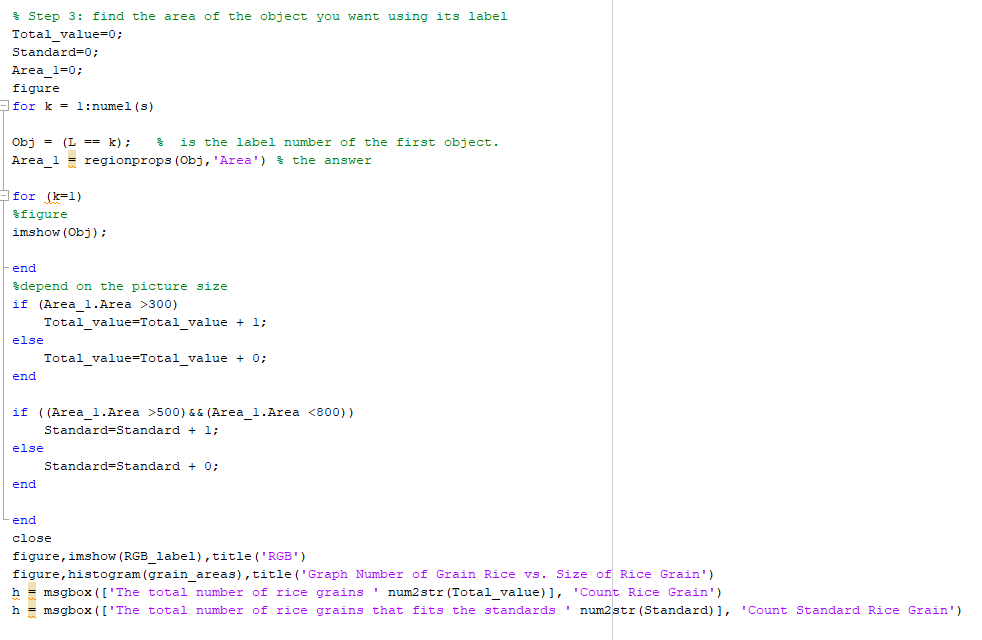 % Step 3: find the area of the object you want using its label
Total_value=0;
Standard=0;
Area_1=0;
figure
for k = 1:numel(s)
Obj = (L == k);   %  is the label number of the first object.
Area_1 = regionprops(Obj,'Area') % the answer
for (k=1)
%figure
imshow(Obj);
end
%depend on the picture size
if (Area_1.Area >300)
    Total_value=Total_value + 1;
else
    Total_value=Total_value + 0;
end
if ((Area_1.Area >500)&&(Area_1.Area <800))
    Standard=Standard + 1;
else
    Standard=Standard + 0;
end
end
close
figure,imshow(RGB_label),title('RGB')
figure,histogram(grain_areas),title('Graph Number of Grain Rice vs. Size of Rice Grain')
h = msgbox(['The total number of rice grains ' num2str(Total_value)], 'Count Rice Grain')
h = msgbox(['The total number of rice grains that fits the standards ' num2str(Standard)], 'Count Standard Rice Grain')